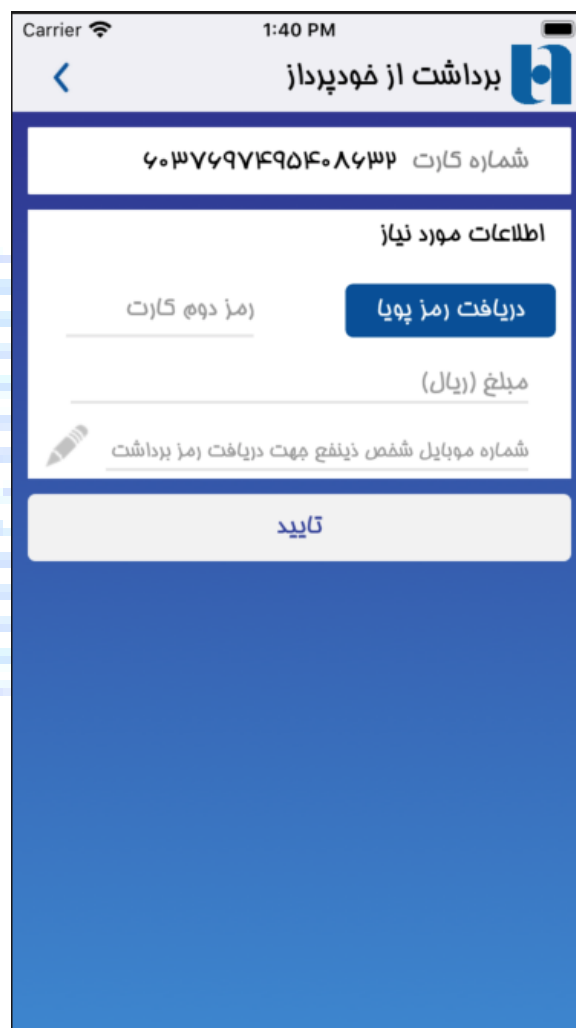 Carrier 1:40 PM
برداشت از خودپرداز
شماره کارت ۶۰۳۷۶۹۷۴۹۵۴۰۸۶۳۲
اطلاعات مورد نیاز
دریافت رمز پویا رمز دوم کارت
مبلغ (ریال)
شماره موبایل شخص ذینفع جهت دریافت رمز برداشت
تایید